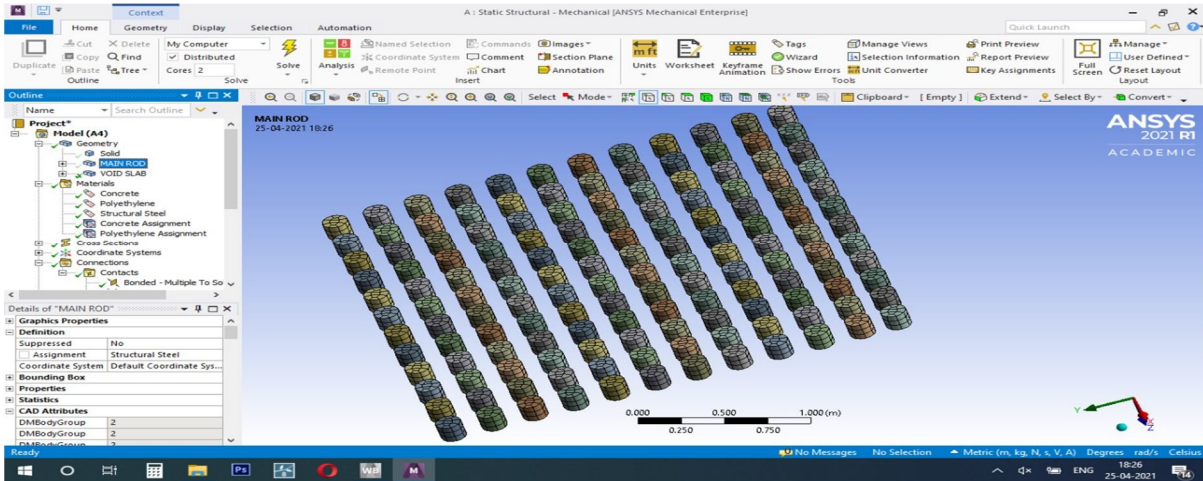 Context
A : Static Structural - Mechanical [ANSYS Mechanical Enterprise]
File Home Geometry Display Selection Automation
Quick Launch
Duplicate
Cut
Copy
Paste
Delete
Find
Tree
Outline
My Computer
Distributed
Cores 2
Solve
Solve
Analysis
Named Selection
Coordinate System
Remote Point
Commands
Comment
Chart
Images
Section Plane
Annotation
Insert
Units
Worksheet
Keyframe Animation
Tags
Wizard
Show Errors
Manage Views
Selection Information
Unit Converter
Print Preview
Report Preview
Key Assignments
Tools
Full Screen
Manage
User Defined
Reset Layout
Layout
Outline
Select Mode Clipboard [Empty] Extend Select By Convert
Name Search Outline
Project*
Model (A4)
Geometry
Solid
MAIN ROD
VOID SLAB
Materials
Concrete
Polyethylene
Structural Steel
Concrete Assignment
Polyethylene Assignment
Cross Sections
Coordinate Systems
Connections
Contacts
Bonded - Multiple To So
Details of "MAIN ROD"
Graphics Properties
Definition
Suppressed No
Assignment Structural Steel
Coordinate System Default Coordinate Sys...
Bounding Box
Properties
Statistics
CAD Attributes
DMBodyGroup 2
DMBodyGroup 2
DMBodyGroup 2
MAIN ROD
25-04-2021 18:26
ANSYS
2021 R1
ACADEMIC
0.000 0.500 1.000 (m)
0.250 0.750
Y
X
Z
Ready
No Messages No Selection Metric (m, kg, N, s, V, A) Degrees rad/s Celsius
Ps
WB
M
ENG
18:26
25-04-2021
14